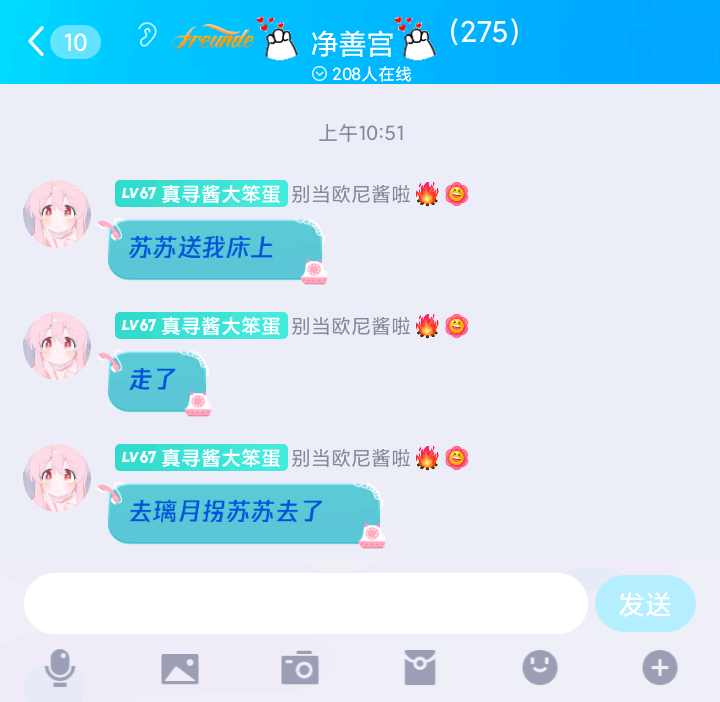 10
freunde 净善宫 (275)
208人在线
上午10:51
LV67 真寻酱大笨蛋 别当欧尼酱啦
苏苏送我床上
LV67 真寻酱大笨蛋 别当欧尼酱啦
走了
LV67 真寻酱大笨蛋 别当欧尼酱啦
去璃月拐苏苏去了
发送